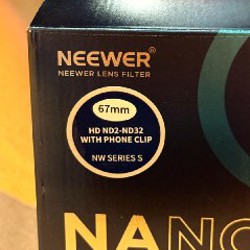 NEEWER®
NEEWER LENS FILTER
67mm
HD ND2-ND32
WITH PHONE CLIP
NW SERIES S
NANO